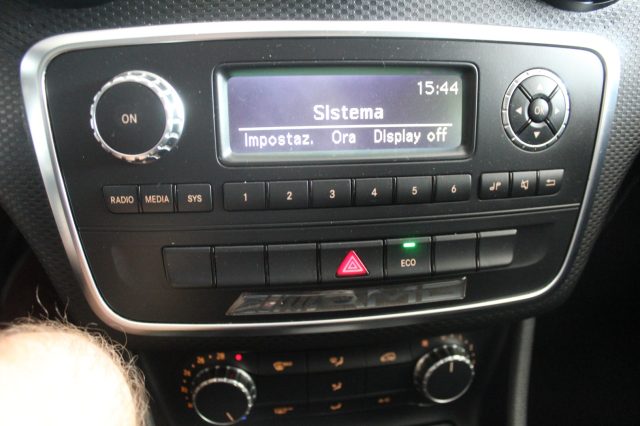 15:44
Sistema
Impostaz. Ora Display off
ON
OK
RADIO MEDIA SYS
1 2 3 4 5 6
ECO